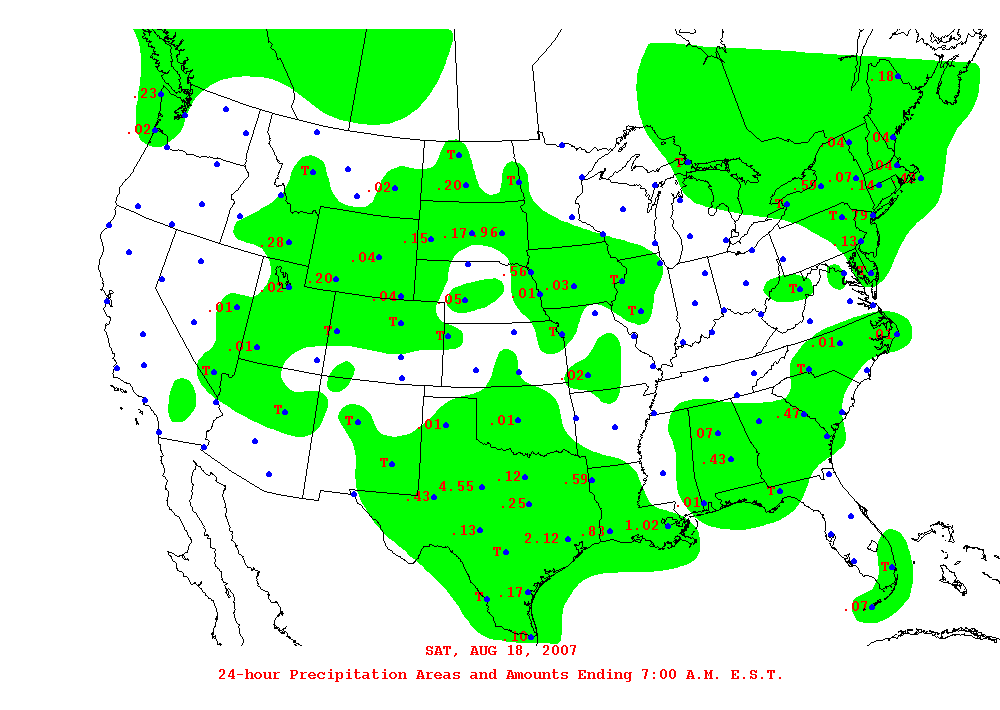 .18
.23
.02
.04
.04
T
T
T
.04
.02
.20
T
.59
.07
.14
T
T
.79
.28
.15
.17
.96
.13
.04
.56
T
.02
.20
T
.03
T
.04
.05
.01
.01
T
T
T
T
T
.01
.01
.01
T
.02
T
T
.47
T
.01
.01
.07
T
.43
.12
.59
4.55
.43
T
.25
.01
.13
2.12
.83
1.02
T
T
.17
T
.07
.10
SAT, AUG 18, 2007
24-hour Precipitation Areas and Amounts Ending 7:00 A.M. E.S.T.